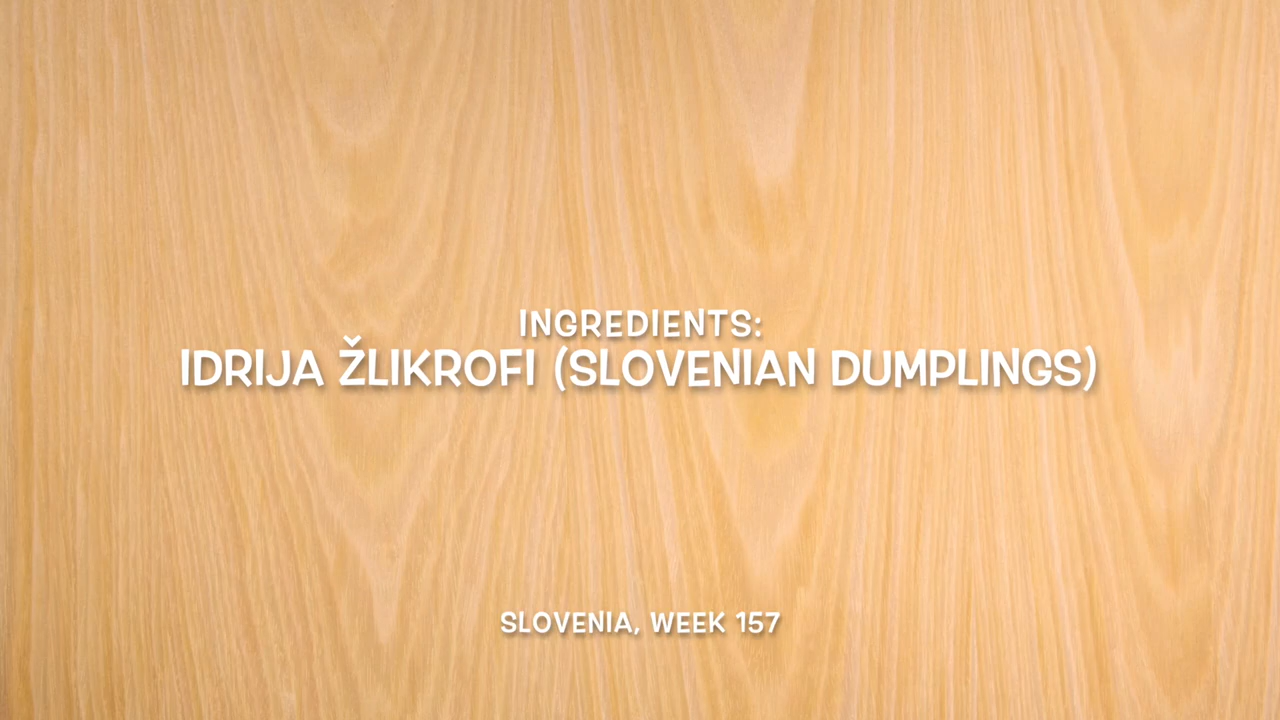 INGREDIENTS:
IDRIJA ŽLIKROFI (SLOVENIAN DUMPLINGS)
SLOVENIA, WEEK 157